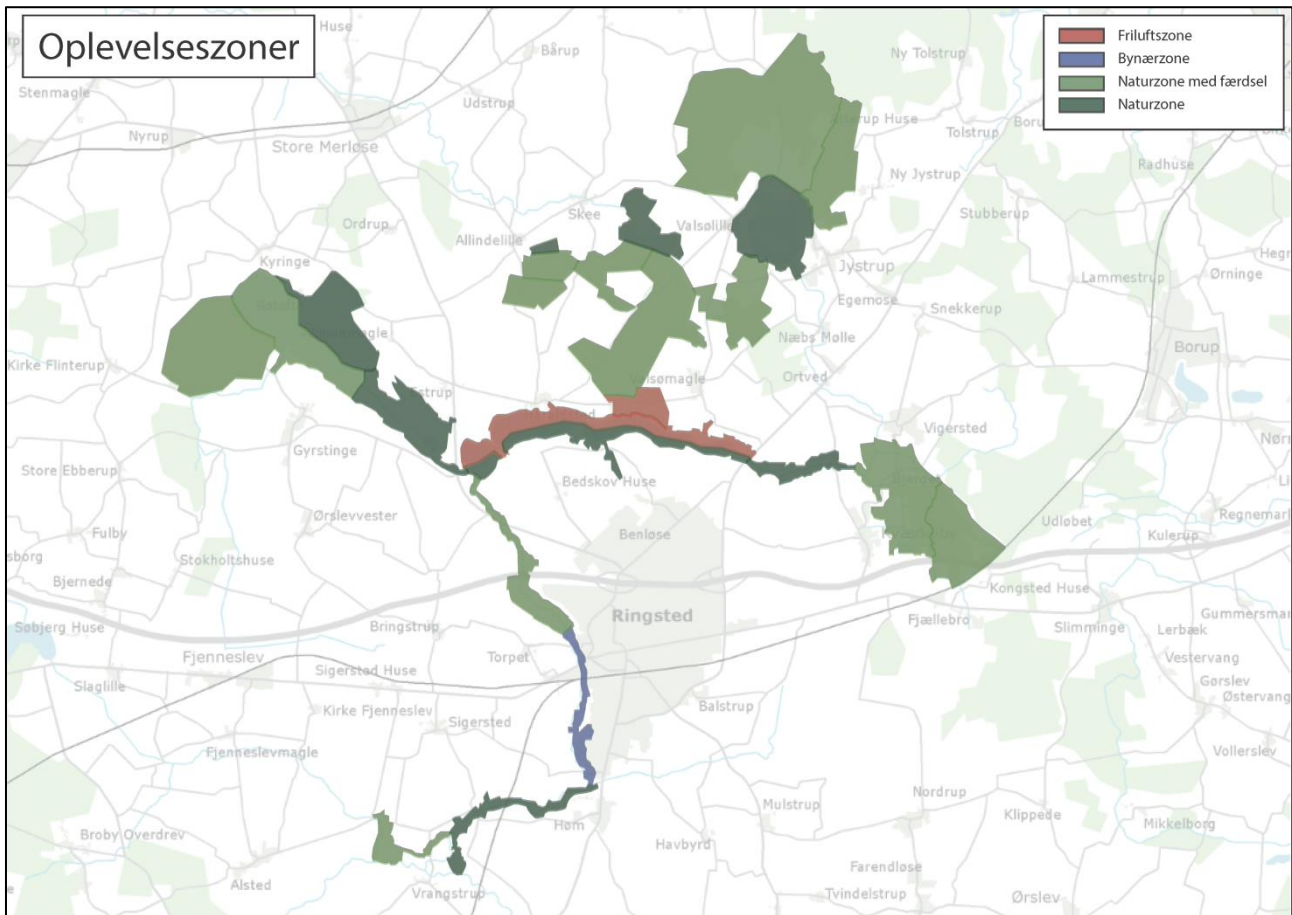 Oplevelseszoner
Friluftszone
Bynærzone
Naturzone med færdsel
Naturzone
Huse
Bårup
Ny Tolstrup
Stenmagle
Udstrup
Nyrup
Tolstrup
Store Merløse
Radhuse
Ny Jystrup
Ordrup
Skee
Valsølille
Stubberup
Allindelille
Kyringe
Jystrup
Lammestrup
Ørninge
Egemose
Snekkerup
Kirke Flinterup
Næbs Mølle
Borup
Valsømagle
Ortved
Estrup
Vigersted
Gyrstinge
Store Ebberup
Bedskov Huse
Ørslevvester
Regnemark
Fulby
Benløse
Udløbet
Kulerup
Stokholtshuse
Bjernede
Kongsted Huse
Ringsted
Gummersmar
Søbjerg Huse
Bringstrup
Fjællebro
Slimminge
Lerbæk
Fjenneslev
Torpet
Vestervang
Sigersted Huse
Slaglille
Gørslev
Østervang
Kirke Fjenneslev
Balstrup
Sigersted
Fjenneslevmagle
Vollerslev
Nordrup
Mulstrup
Klippede
Høm
Mikkelborg
Broby Overdrev
Havbyrd
Farendløse
Alsted
Vrangstrup
Tvindelstrup
Ørslev